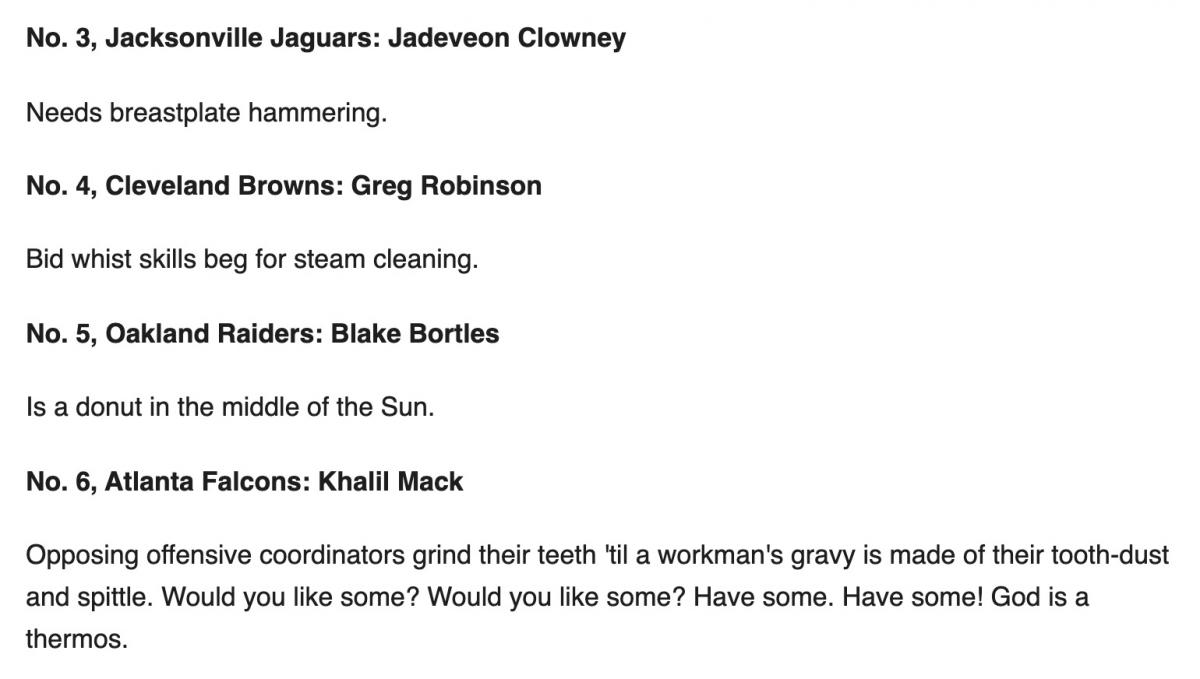 No. 3, Jacksonville Jaguars: Jadeveon Clowney
Needs breastplate hammering.
No. 4, Cleveland Browns: Greg Robinson
Bid whist skills beg for steam cleaning.
No. 5, Oakland Raiders: Blake Bortles
Is a donut in the middle of the Sun.
No. 6, Atlanta Falcons: Khalil Mack
Opposing offensive coordinators grind their teeth 'til a workman's gravy is made of their tooth-dust
and spittle. Would you like some? Would you like some? Have some. Have some! God is a
thermos.